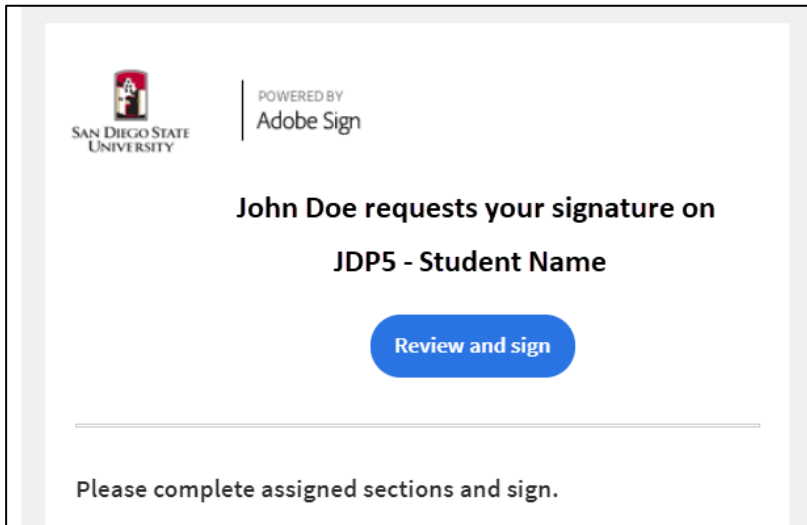 SAN DIEGO STATE
UNIVERSITY
POWERED BY
Adobe Sign
John Doe requests your signature on
JDP5 - Student Name
Review and sign
Please complete assigned sections and sign.